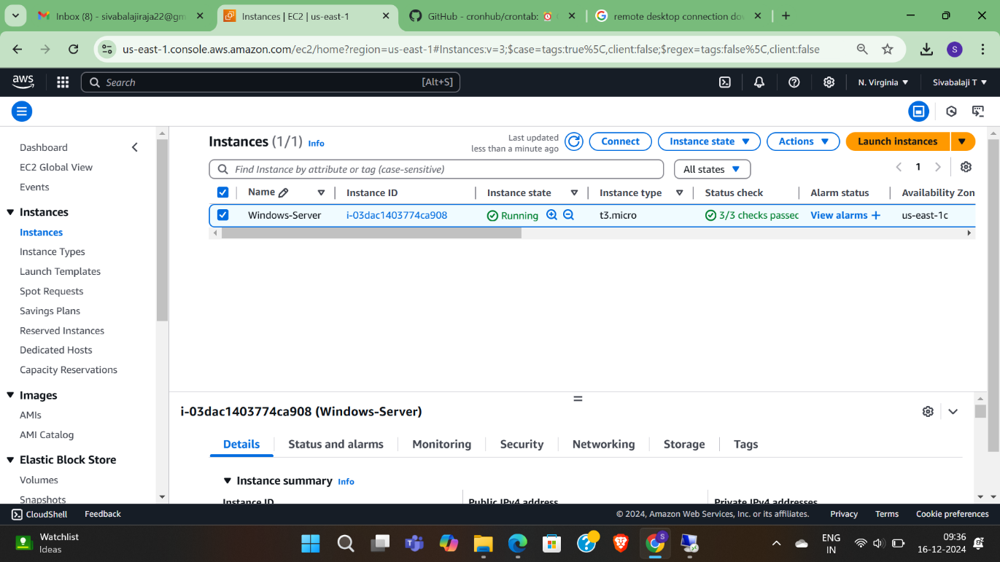 Inbox (8) - sivabalajiraja22@gm
Instances | EC2 | us-east-1
GitHub - cronhub/crontab:
remote desktop connection do
us-east-1.console.aws.amazon.com/ec2/home?region=us-east-1#Instances:v=3;$case=tags:true%5C,client:false;$regex=tags:false%5C,client:false
S
aws
Search
[Alt+S]
N. Virginia
Sivabalaji T
Dashboard
EC2 Global View
Events
Instances
Instances
Instance Types
Launch Templates
Spot Requests
Savings Plans
Reserved Instances
Dedicated Hosts
Capacity Reservations
Images
AMIs
AMI Catalog
Elastic Block Store
Volumes
Snapshots
Instances (1/1) Info
Last updated
less than a minute ago
Connect
Instance state
Actions
Launch instances
Find Instance by attribute or tag (case-sensitive)
All states
1
Name Instance ID Instance state Instance type Status check Alarm status Availability Zon
Windows-Server i-03dac1403774ca908 Running t3.micro 3/3 checks passed View alarms + us-east-1c
i-03dac1403774ca908 (Windows-Server)
Details Status and alarms Monitoring Security Networking Storage Tags
Instance summary Info
Instance ID Public IPv4 address Private IPv4 addresses
CloudShell Feedback
© 2024, Amazon Web Services, Inc. or its affiliates. Privacy Terms Cookie preferences
Watchlist
Ideas
ENG
IN
09:36
16-12-2024